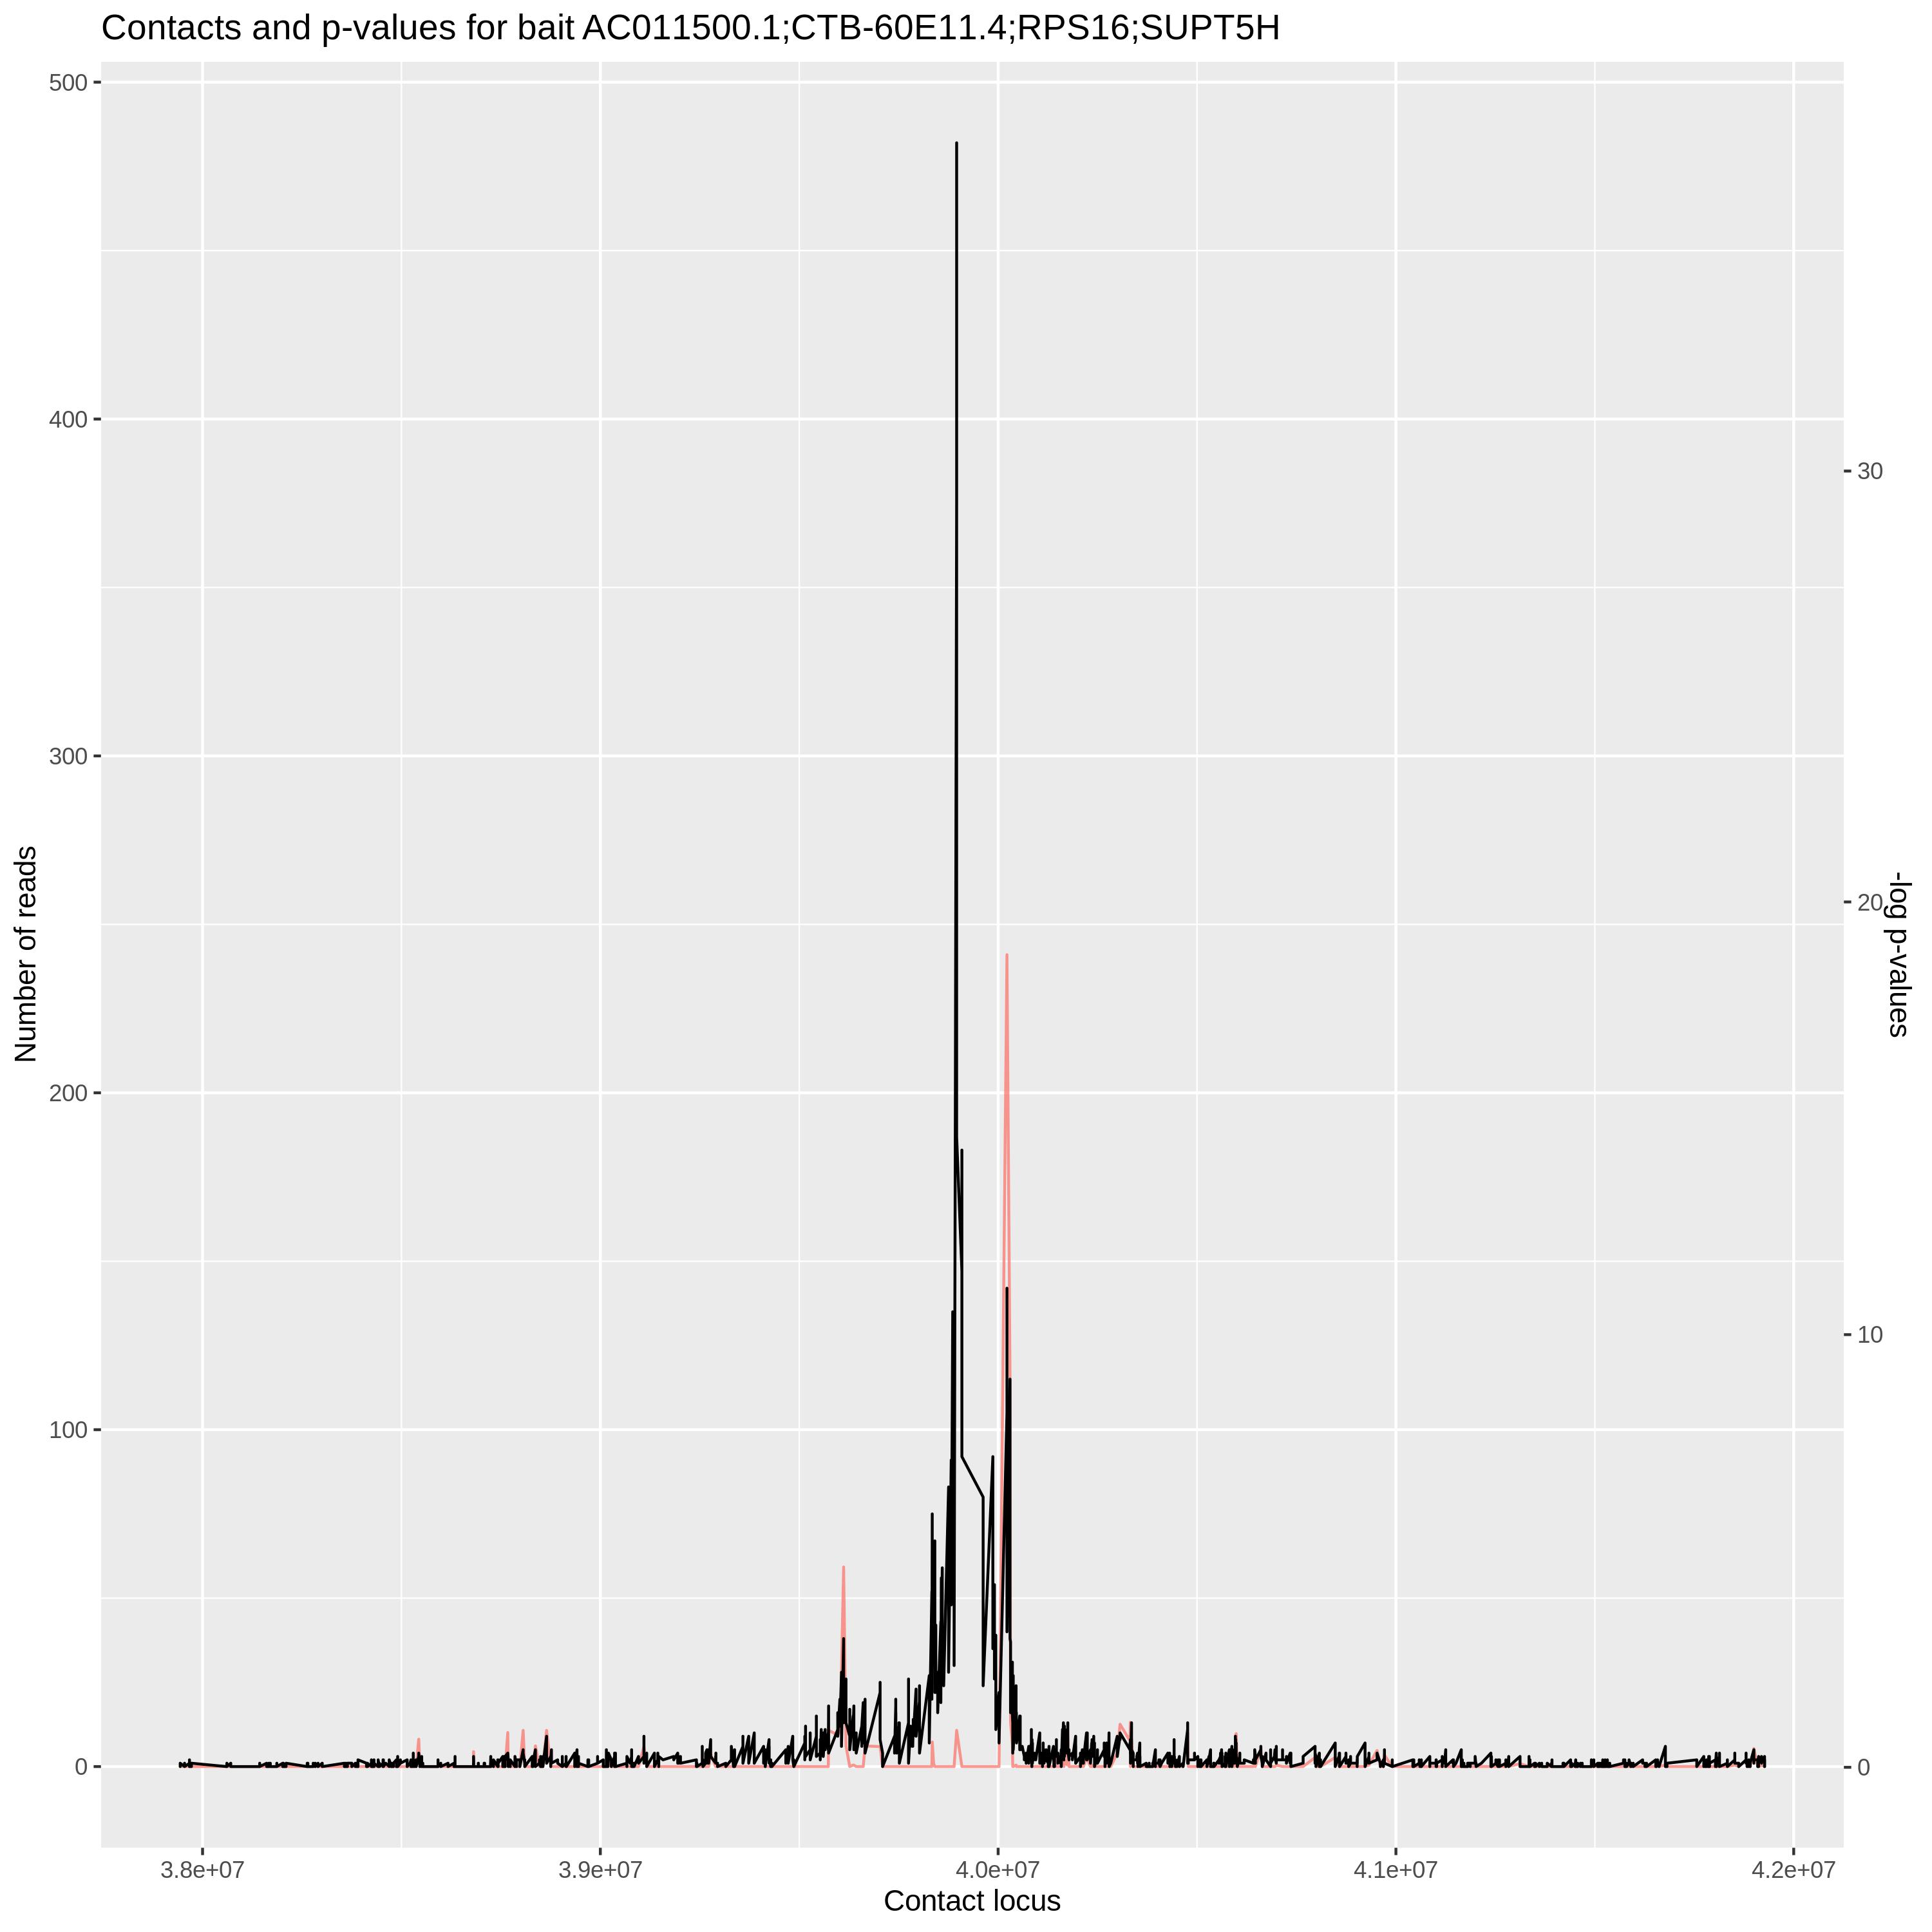 Contacts and p-values for bait AC011500.1;CTB-60E11.4;RPS16;SUPT5H
500
400
300
200
100
0
Number of reads
30
20
10
0
-log p-values
3.8e+07 3.9e+07 4.0e+07 4.1e+07 4.2e+07
Contact locus